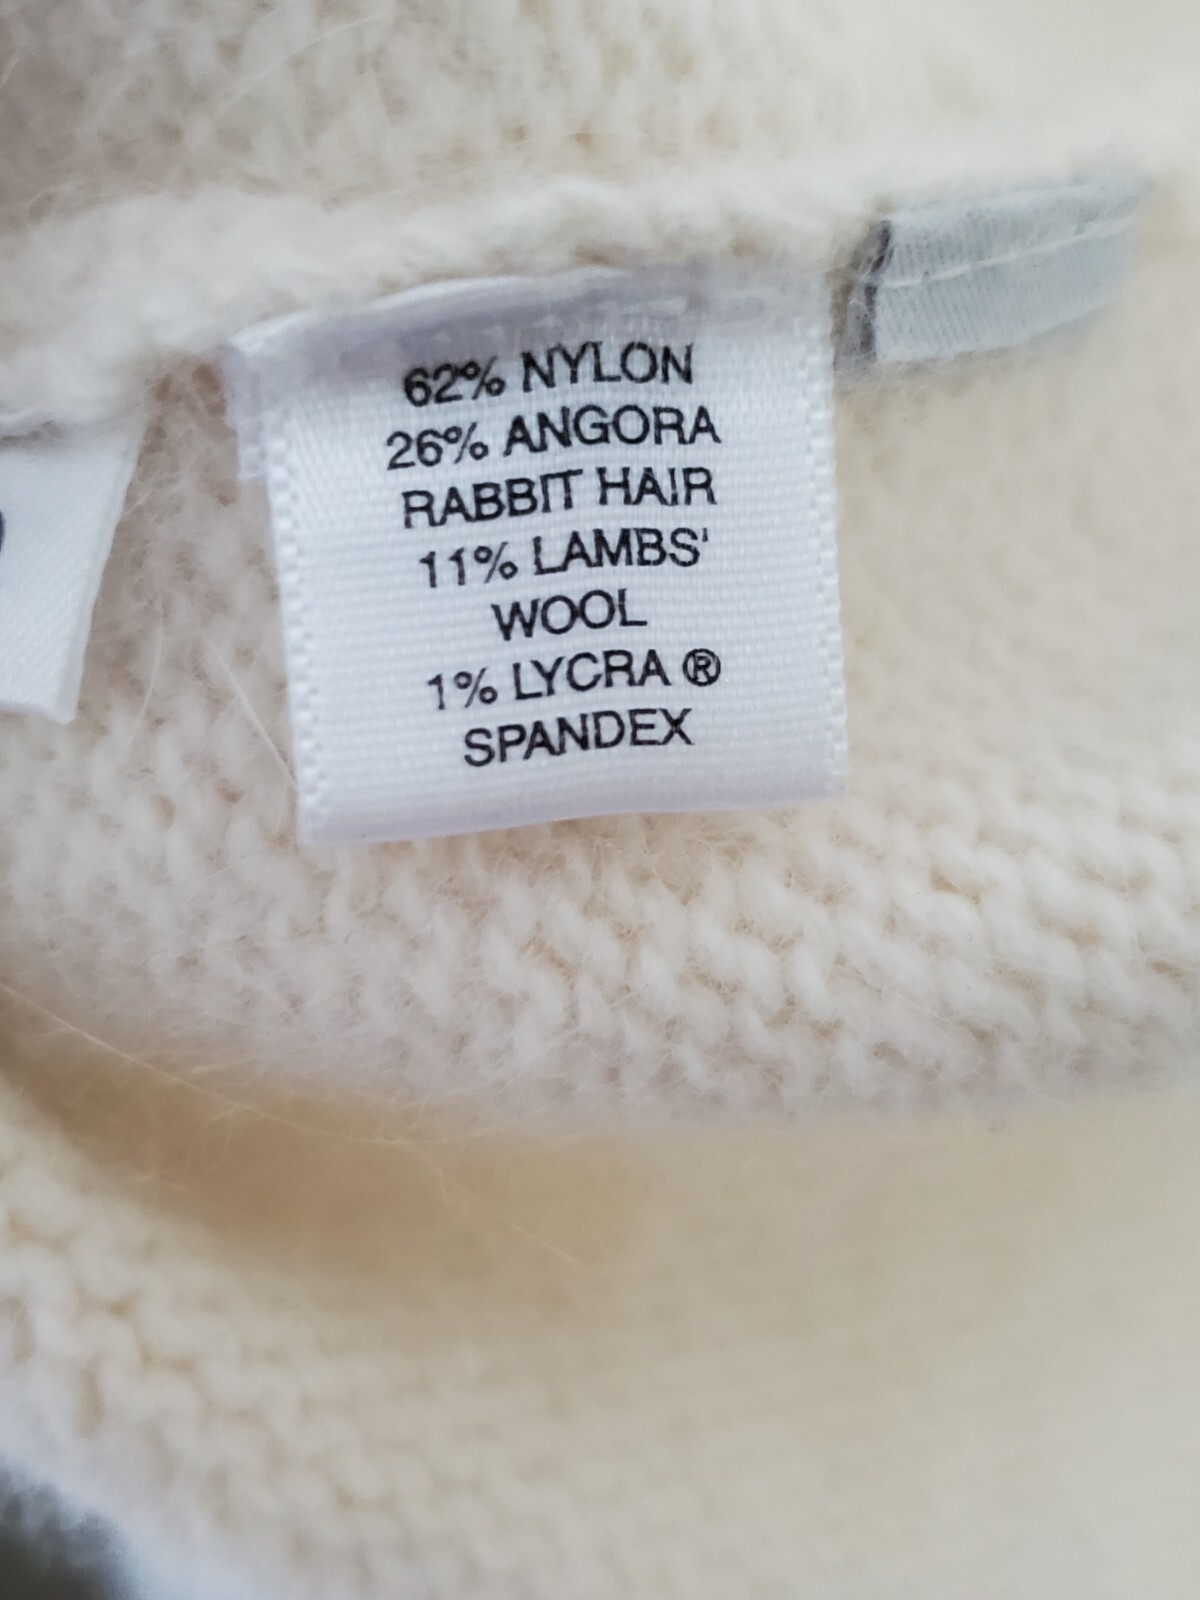 62% NYLON
26% ANGORA
RABBIT HAIR
11% LAMBS'
WOOL
1% LYCRA ®
SPANDEX